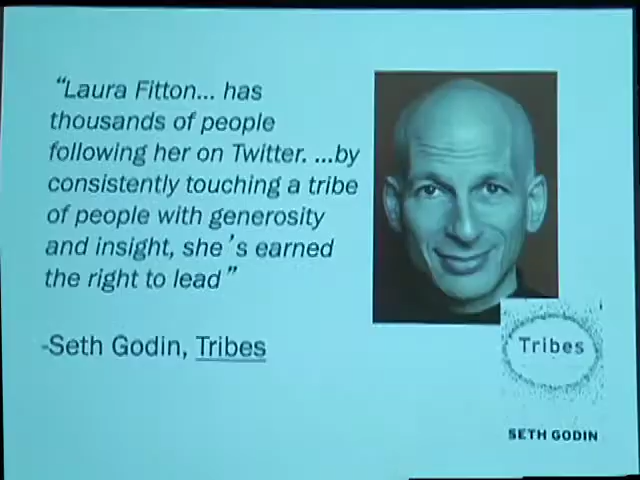 “Laura Fitton... has
thousands of people
following her on Twitter. ...by
consistently touching a tribe
of people with generosity
and insight, she’s earned
the right to lead”
-Seth Godin, Tribes
Tribes
SETH GODIN